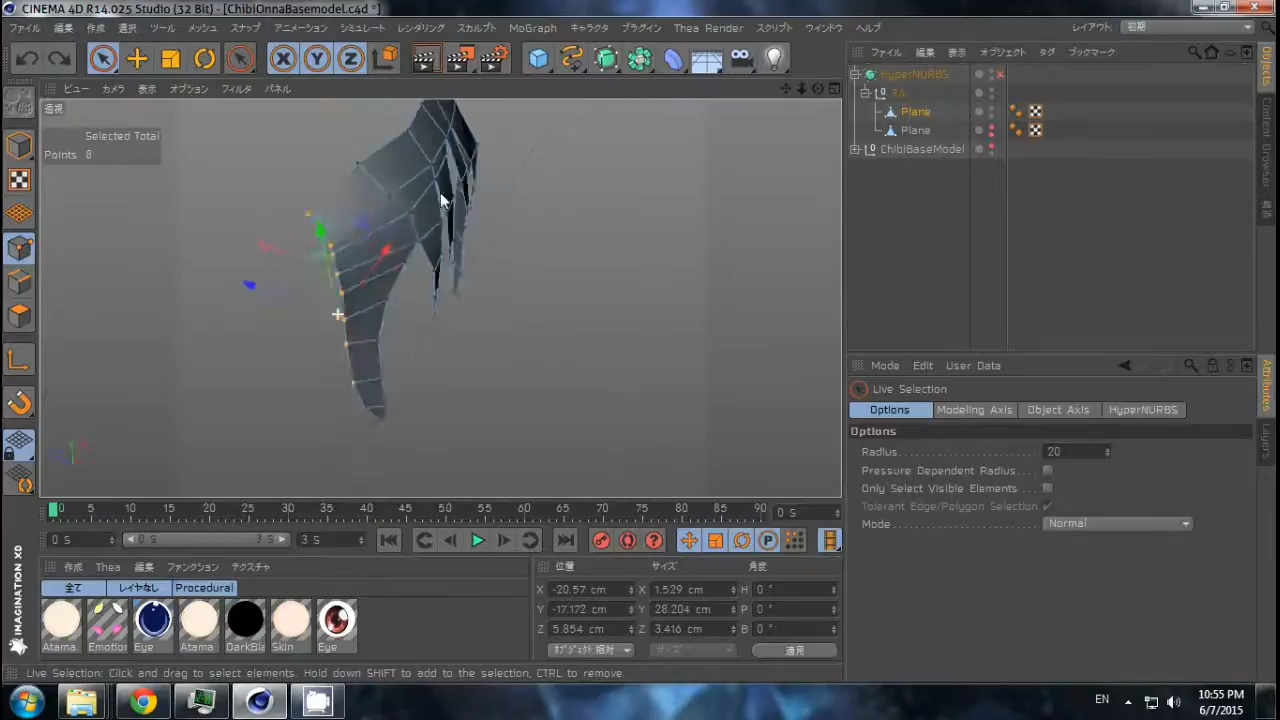 CINEMA 4D R14.025 Studio (32 Bit) - [ChibiOnnaBasemodel.c4d *]
ファイル 編集 作成 選択 ツール メッシュ スナップ アニメーション シミュレート レンダリング スカルプト MoGraph キャラクタ プラグイン Thea Render スクリプト ウインドウ ヘルプ レイアウト: 初期
X Y Z
ビュー カメラ 表示 オプション フィルタ パネル
透視
Selected Total
Points 8
ファイル 編集 表示 オブジェクト タグ ブックマーク
HyperNURBS
ヌル
Plane
Plane
ChibiBaseModel
Objects
Content Browser
構造
Mode Edit User Data
Live Selection
Options Modeling Axis Object Axis HyperNURBS
Options
Radius 20
Pressure Dependent Radius
Only Select Visible Elements
Tolerant Edge/Polygon Selection
Mode Normal
Attributes
Layers
0 5 10 15 20 25 30 35 40 45 50 55 60 65 70 75 80 85 90 0 S
0 S 0 S 3 S 3 S
作成 Thea 編集 ファンクション テクスチャ
全て レイヤなし Procedural
Atama Emotion Eye Atama DarkBla Skin Eye
位置 サイズ 角度
X -20.57 cm X 1.529 cm H 0 °
Y -17.172 cm Y 28.204 cm P 0 °
Z 5.854 cm Z 3.416 cm B 0 °
オブジェクト相対 サイズ 適用
IMAGINATION XD
Live Selection: Click and drag to select elements. Hold down SHIFT to add to the selection, CTRL to remove.
EN
10:55 PM
6/7/2015